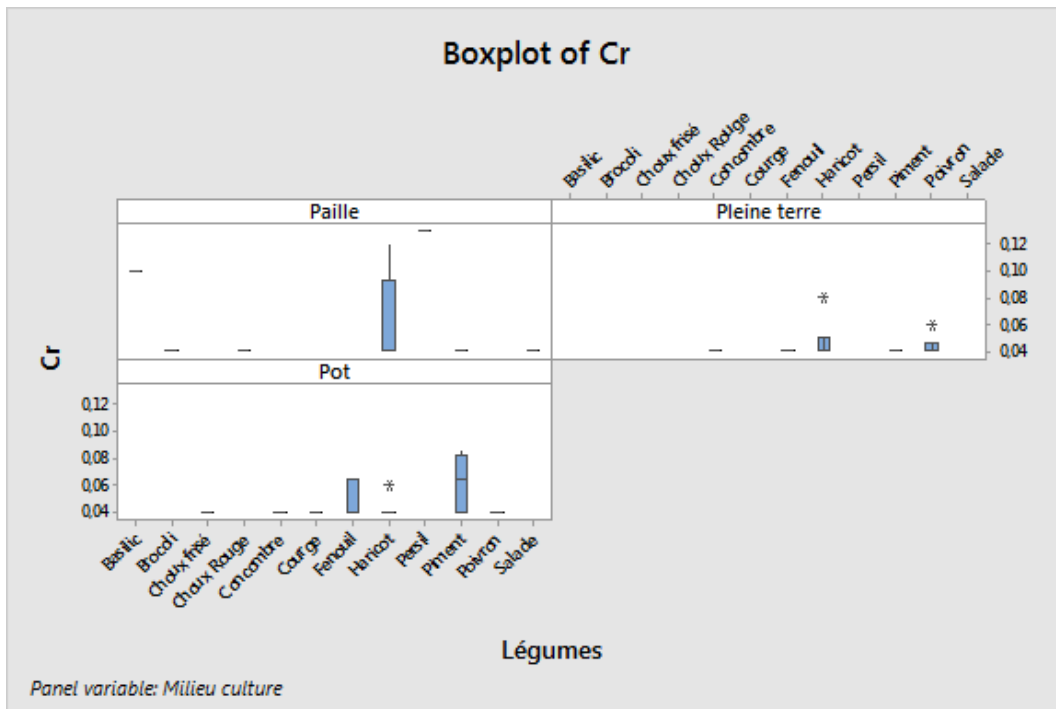 Boxplot of Cr
Basilic
Brocoli
Choux frisé
Choux Rouge
Concombre
Courge
Fenouil
Haricot
Persil
Piment
Poivron
Salade
Paille
Pleine terre
0,12
0,10
0,08
0,06
0,04
Cr
Pot
0,12
0,10
0,08
0,06
0,04
Basilic
Brocoli
Choux frisé
Choux Rouge
Concombre
Courge
Fenouil
Haricot
Persil
Piment
Poivron
Salade
Légumes
Panel variable: Milieu culture